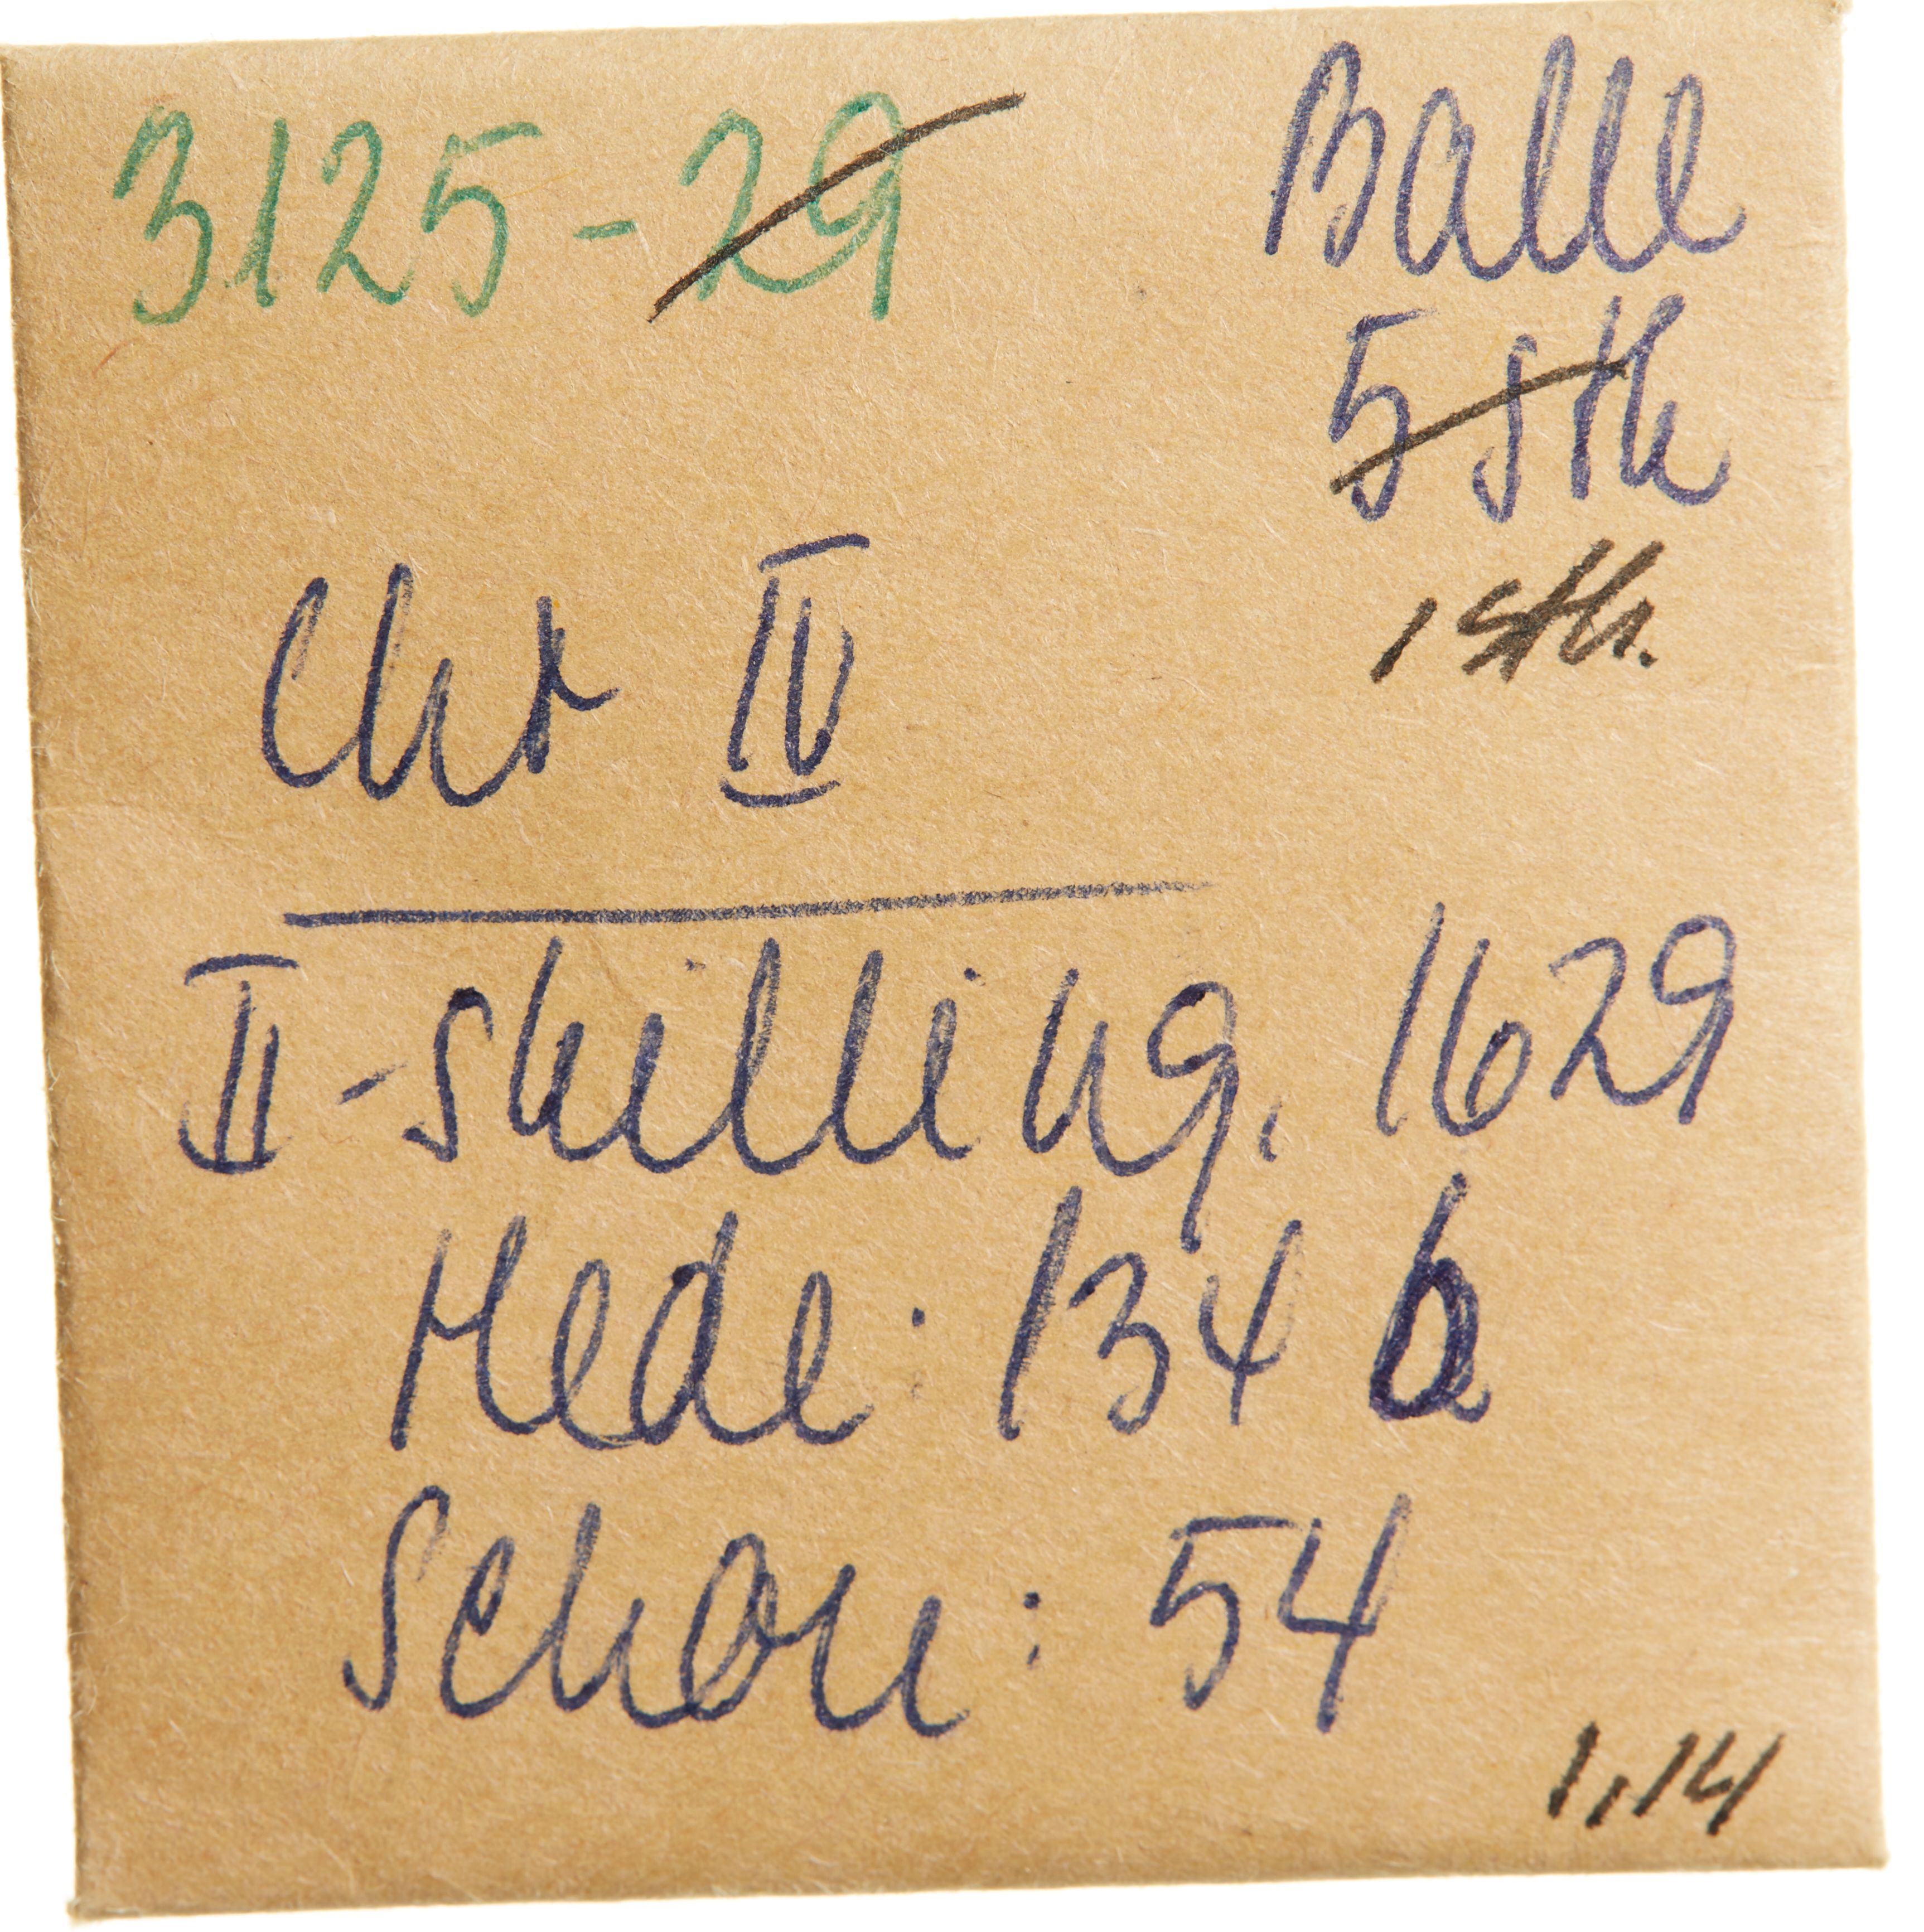 3125-29
Balle
5 stk
1 stk.
Chr IV
II-skilling, 1629
Hede: 134 b
Schou: 54
1,14